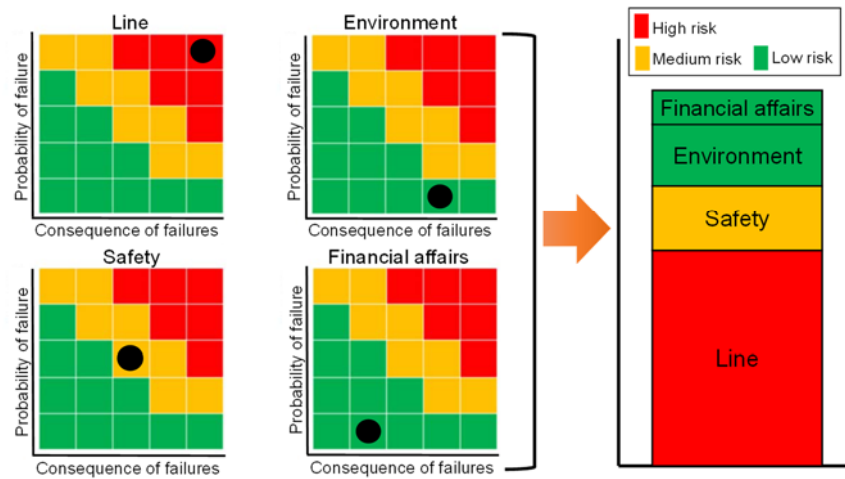 Line
Probability of failure
Consequence of failures
Environment
Probability of failure
Consequence of failures
Safety
Probability of failure
Consequence of failures
Financial affairs
Probability of failure
Consequence of failures
High risk
Medium risk
Low risk
Financial affairs
Environment
Safety
Line